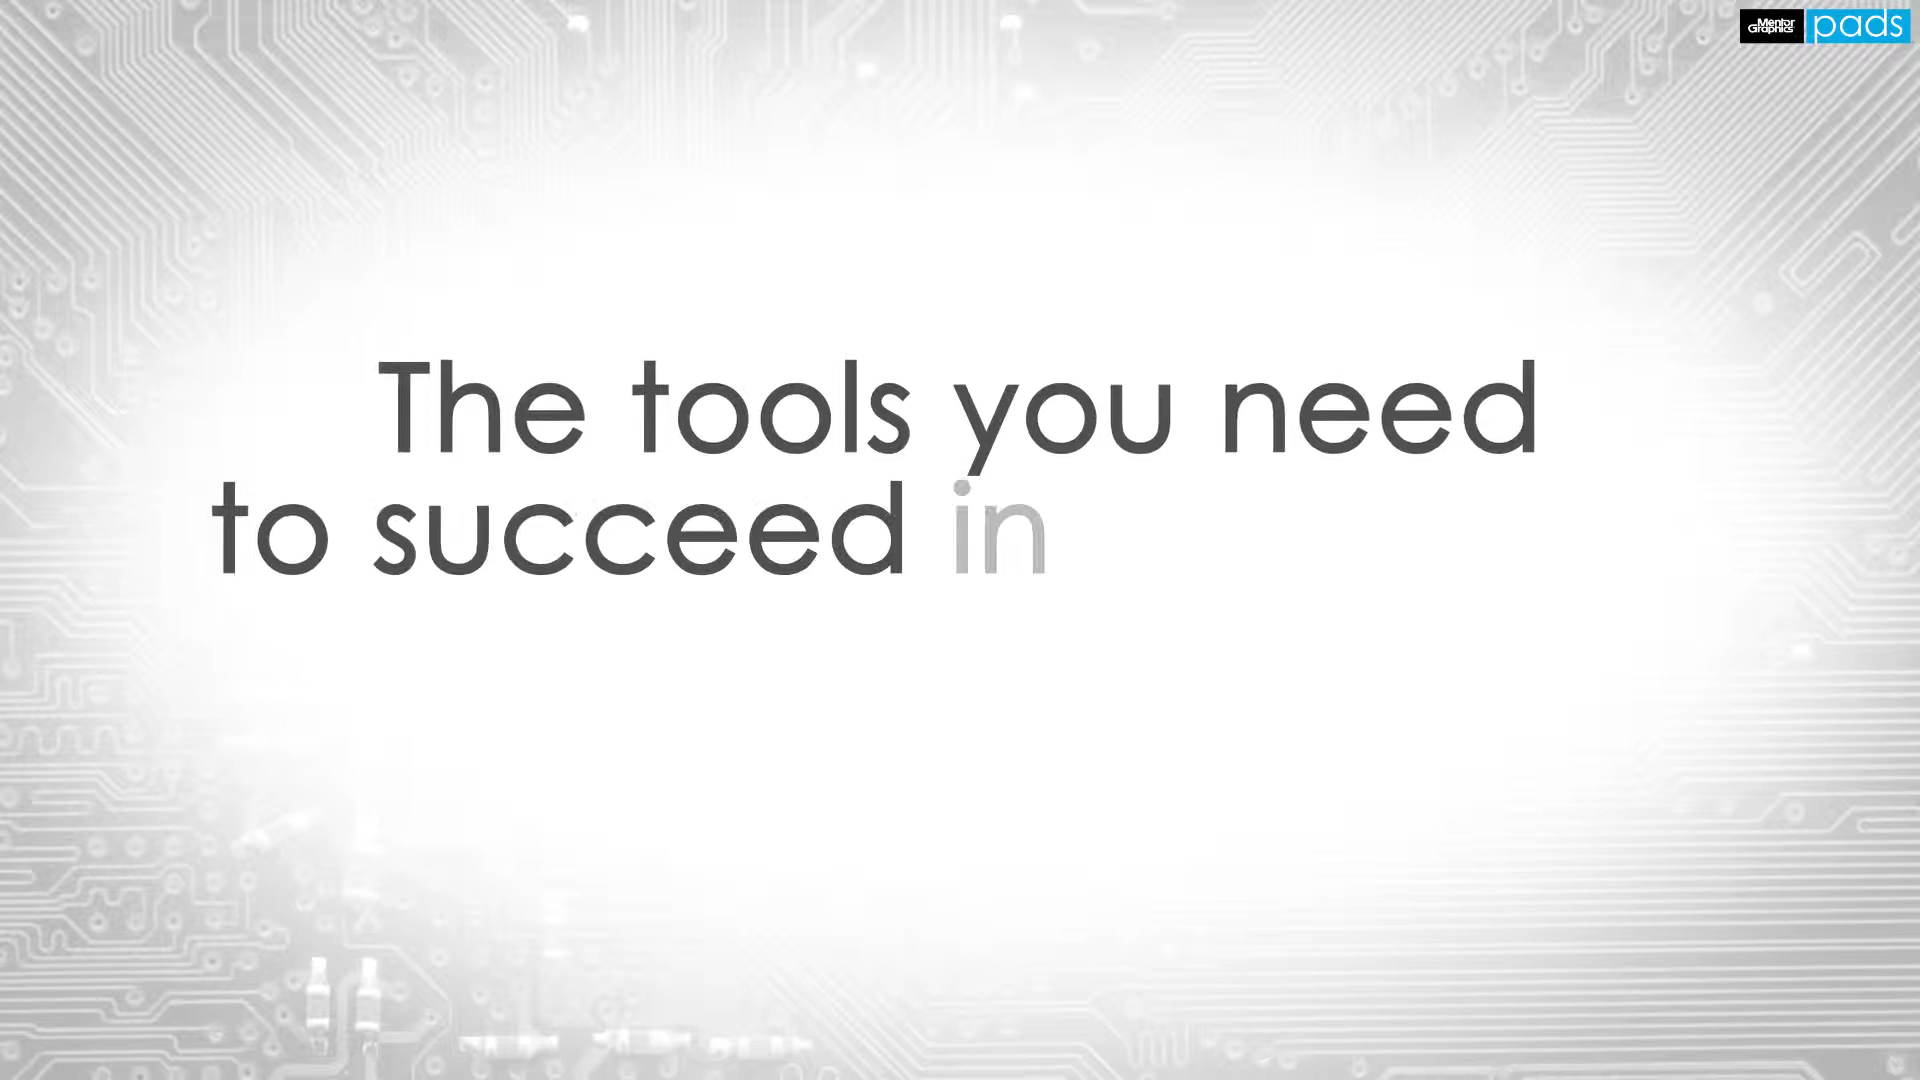 Mentor
Graphics
pads
The tools you need
to succeed in